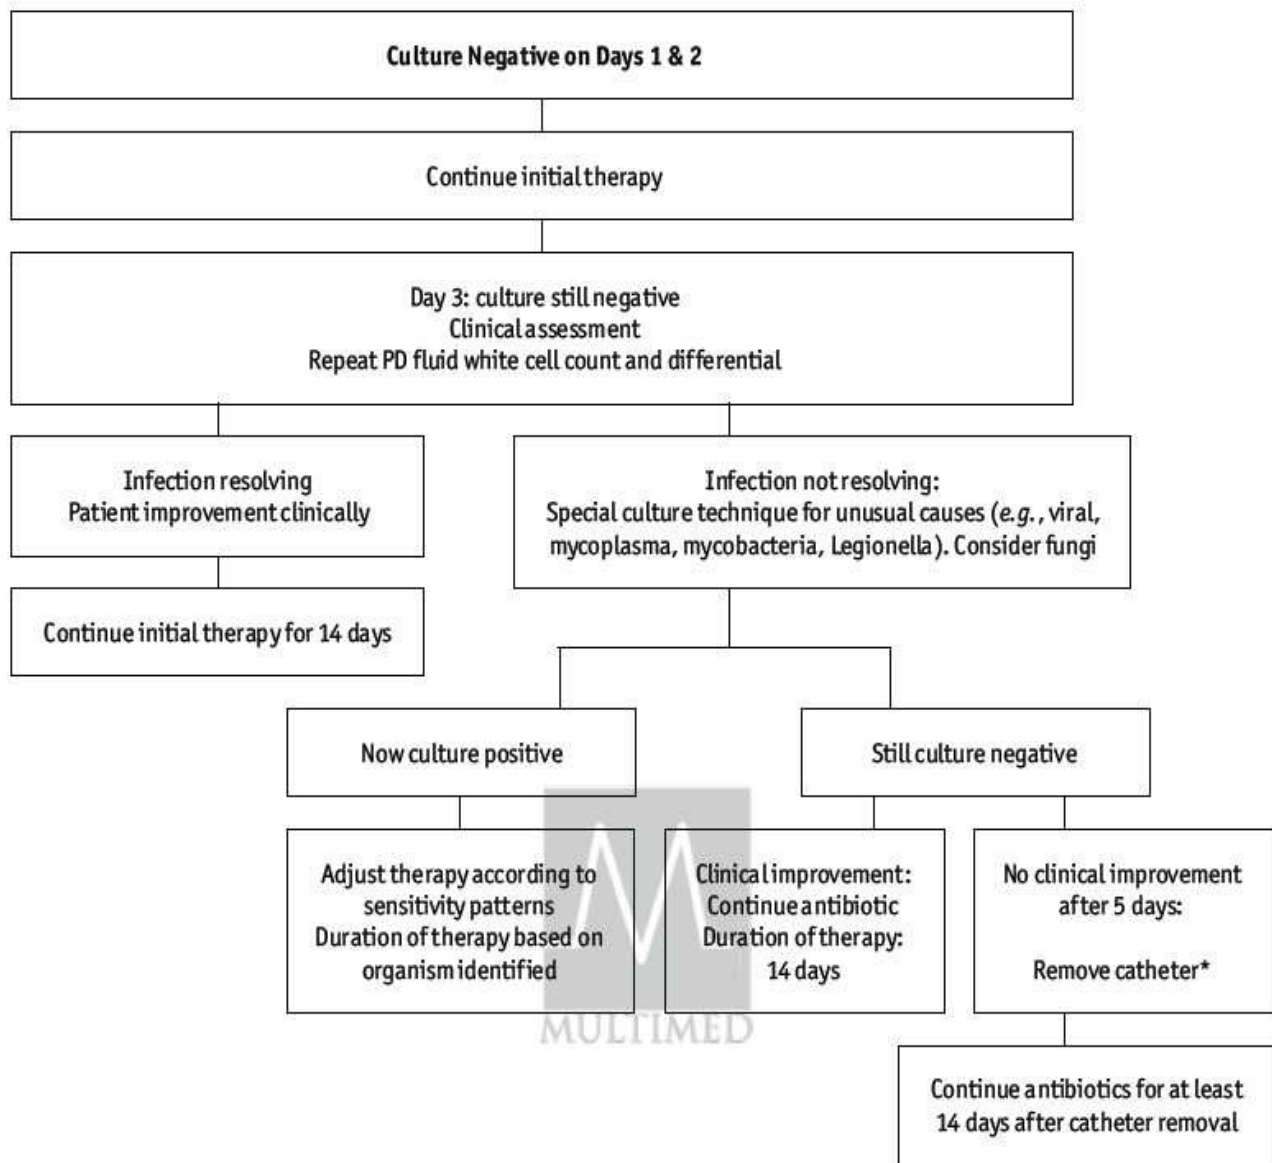 Culture Negative on Days 1 & 2
Continue initial therapy
Day 3: culture still negative
Clinical assessment
Repeat PD fluid white cell count and differential
Infection resolving
Patient improvement clinically
Infection not resolving:
Special culture technique for unusual causes (e.g., viral,
mycoplasma, mycobacteria, Legionella). Consider fungi
Continue initial therapy for 14 days
Now culture positive
Still culture negative
Adjust therapy according to
sensitivity patterns
Duration of therapy based on
organism identified
Clinical improvement:
Continue antibiotic
Duration of therapy:
14 days
No clinical improvement
after 5 days:
Remove catheter*
MULTIMED
Continue antibiotics for at least
14 days after catheter removal